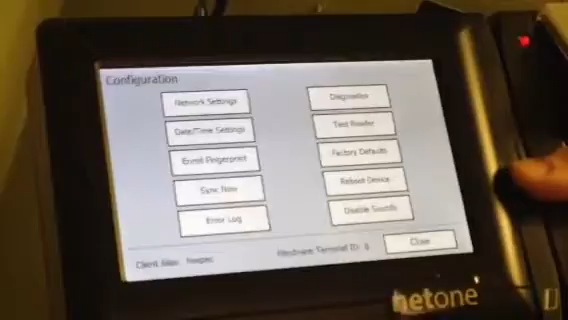 Configuration
Network Settings
Date/Time Settings
Enroll Fingerprint
Sync Now
Error Log
Diagnostics
Test Reader
Factory Defaults
Reboot Device
Disable Sounds
Client Alias:
Hardware Terminal ID:
Close
netone